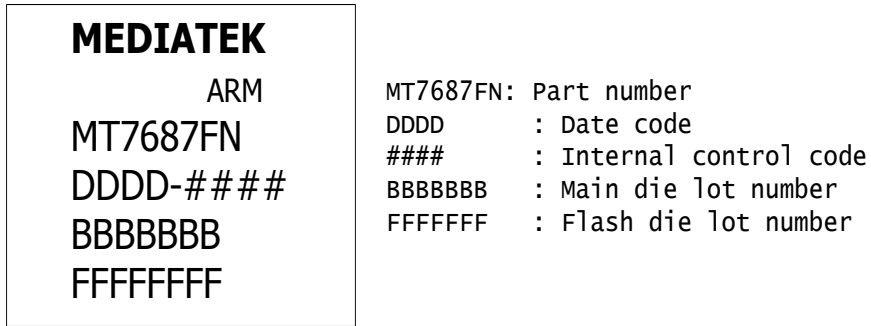 MEDIATEK
ARM
MT7687FN
DDDD-####
BBBBBBB
FFFFFFFF
MT7687FN: Part number
DDDD : Date code
#### : Internal control code
BBBBBBB : Main die lot number
FFFFFFF : Flash die lot number